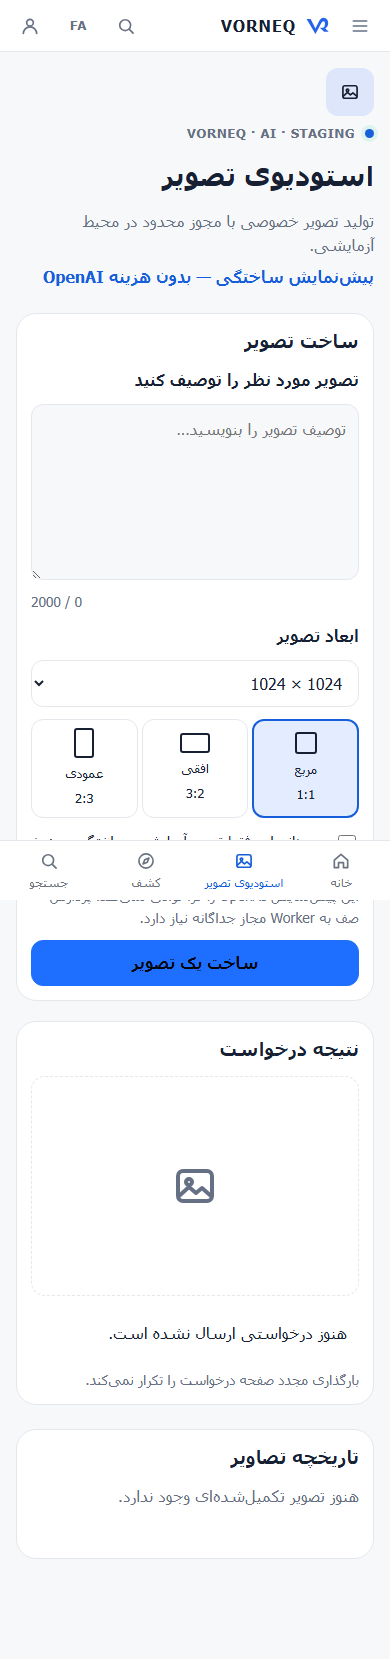 VORNEQ
FA
VORNEQ · AI · STAGING
استودیوی تصویر
تولید تصویر خصوصی با مجوز محدود در محیط
آزمایشی.
پیش‌نمایش ساختگی — بدون هزینه OpenAI
ساخت تصویر
تصویر مورد نظر را توصیف کنید
توصیف تصویر را بنویسید...
0 / 2000
ابعاد تصویر
1024 × 1024
مربع
1:1
افقی
3:2
عمودی
2:3
خانه
استودیوی تصویر
کشف
جستجو
صف به Worker مجاز جداگانه نیاز دارد.
ساخت یک تصویر
نتیجه درخواست
هنوز درخواستی ارسال نشده است.
بارگذاری مجدد صفحه درخواست را تکرار نمی‌کند.
تاریخچه تصاویر
هنوز تصویر تکمیل‌شده‌ای وجود ندارد.